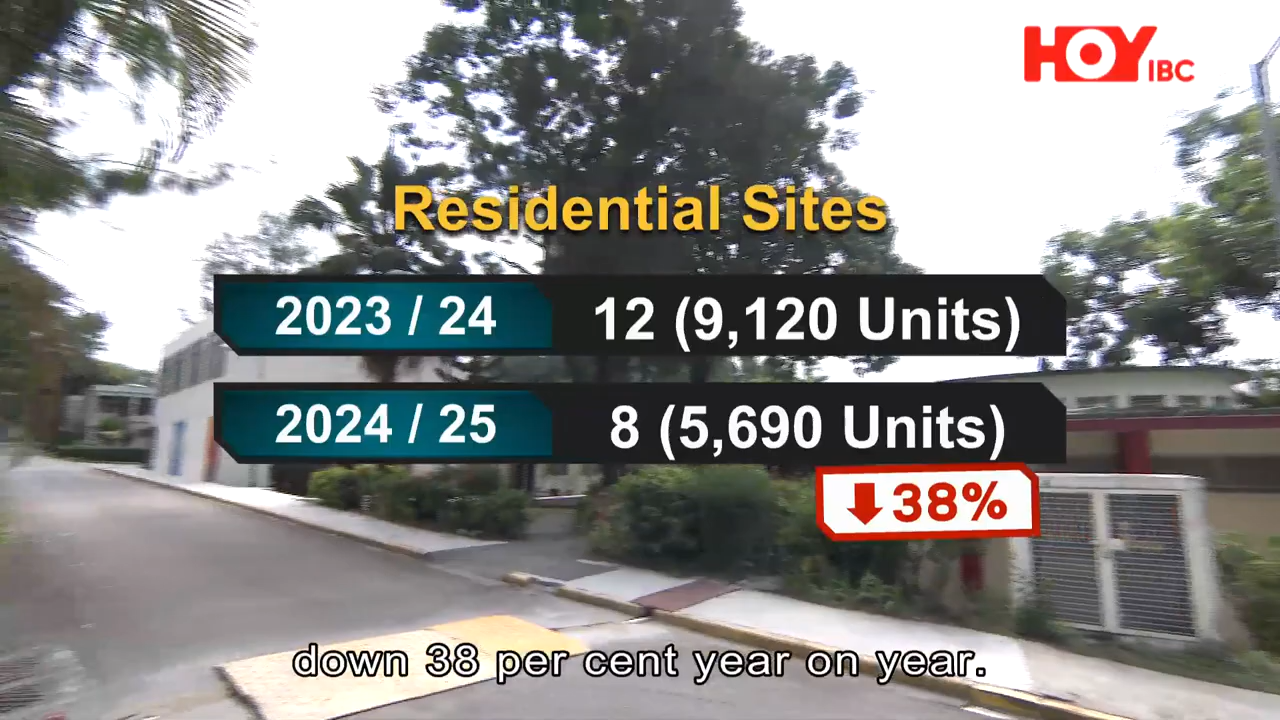 HOY IBC
Residential Sites
2023 / 24 12 (9,120 Units)
2024 / 25 8 (5,690 Units)
38%
down 38 per cent year on year.